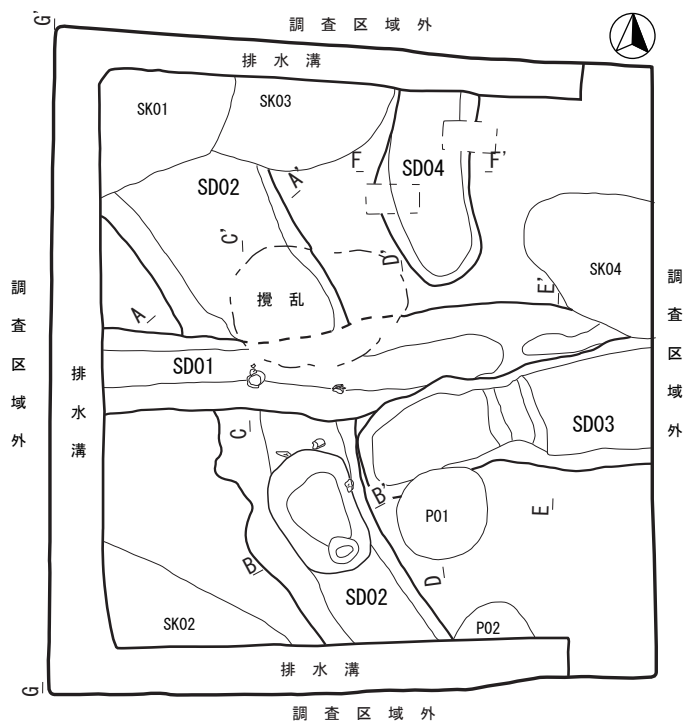 G'
調査区域外
排水溝
SK01
SK03
F
F'
SD04
SD02
A'
C'
D'
SK04
E'
攪乱
A
調査区域外
調査区域外
SD01
排水溝
SD03
C
B'
P01
E
B
D
SD02
SK02
P02
排水溝
G
調査区域外